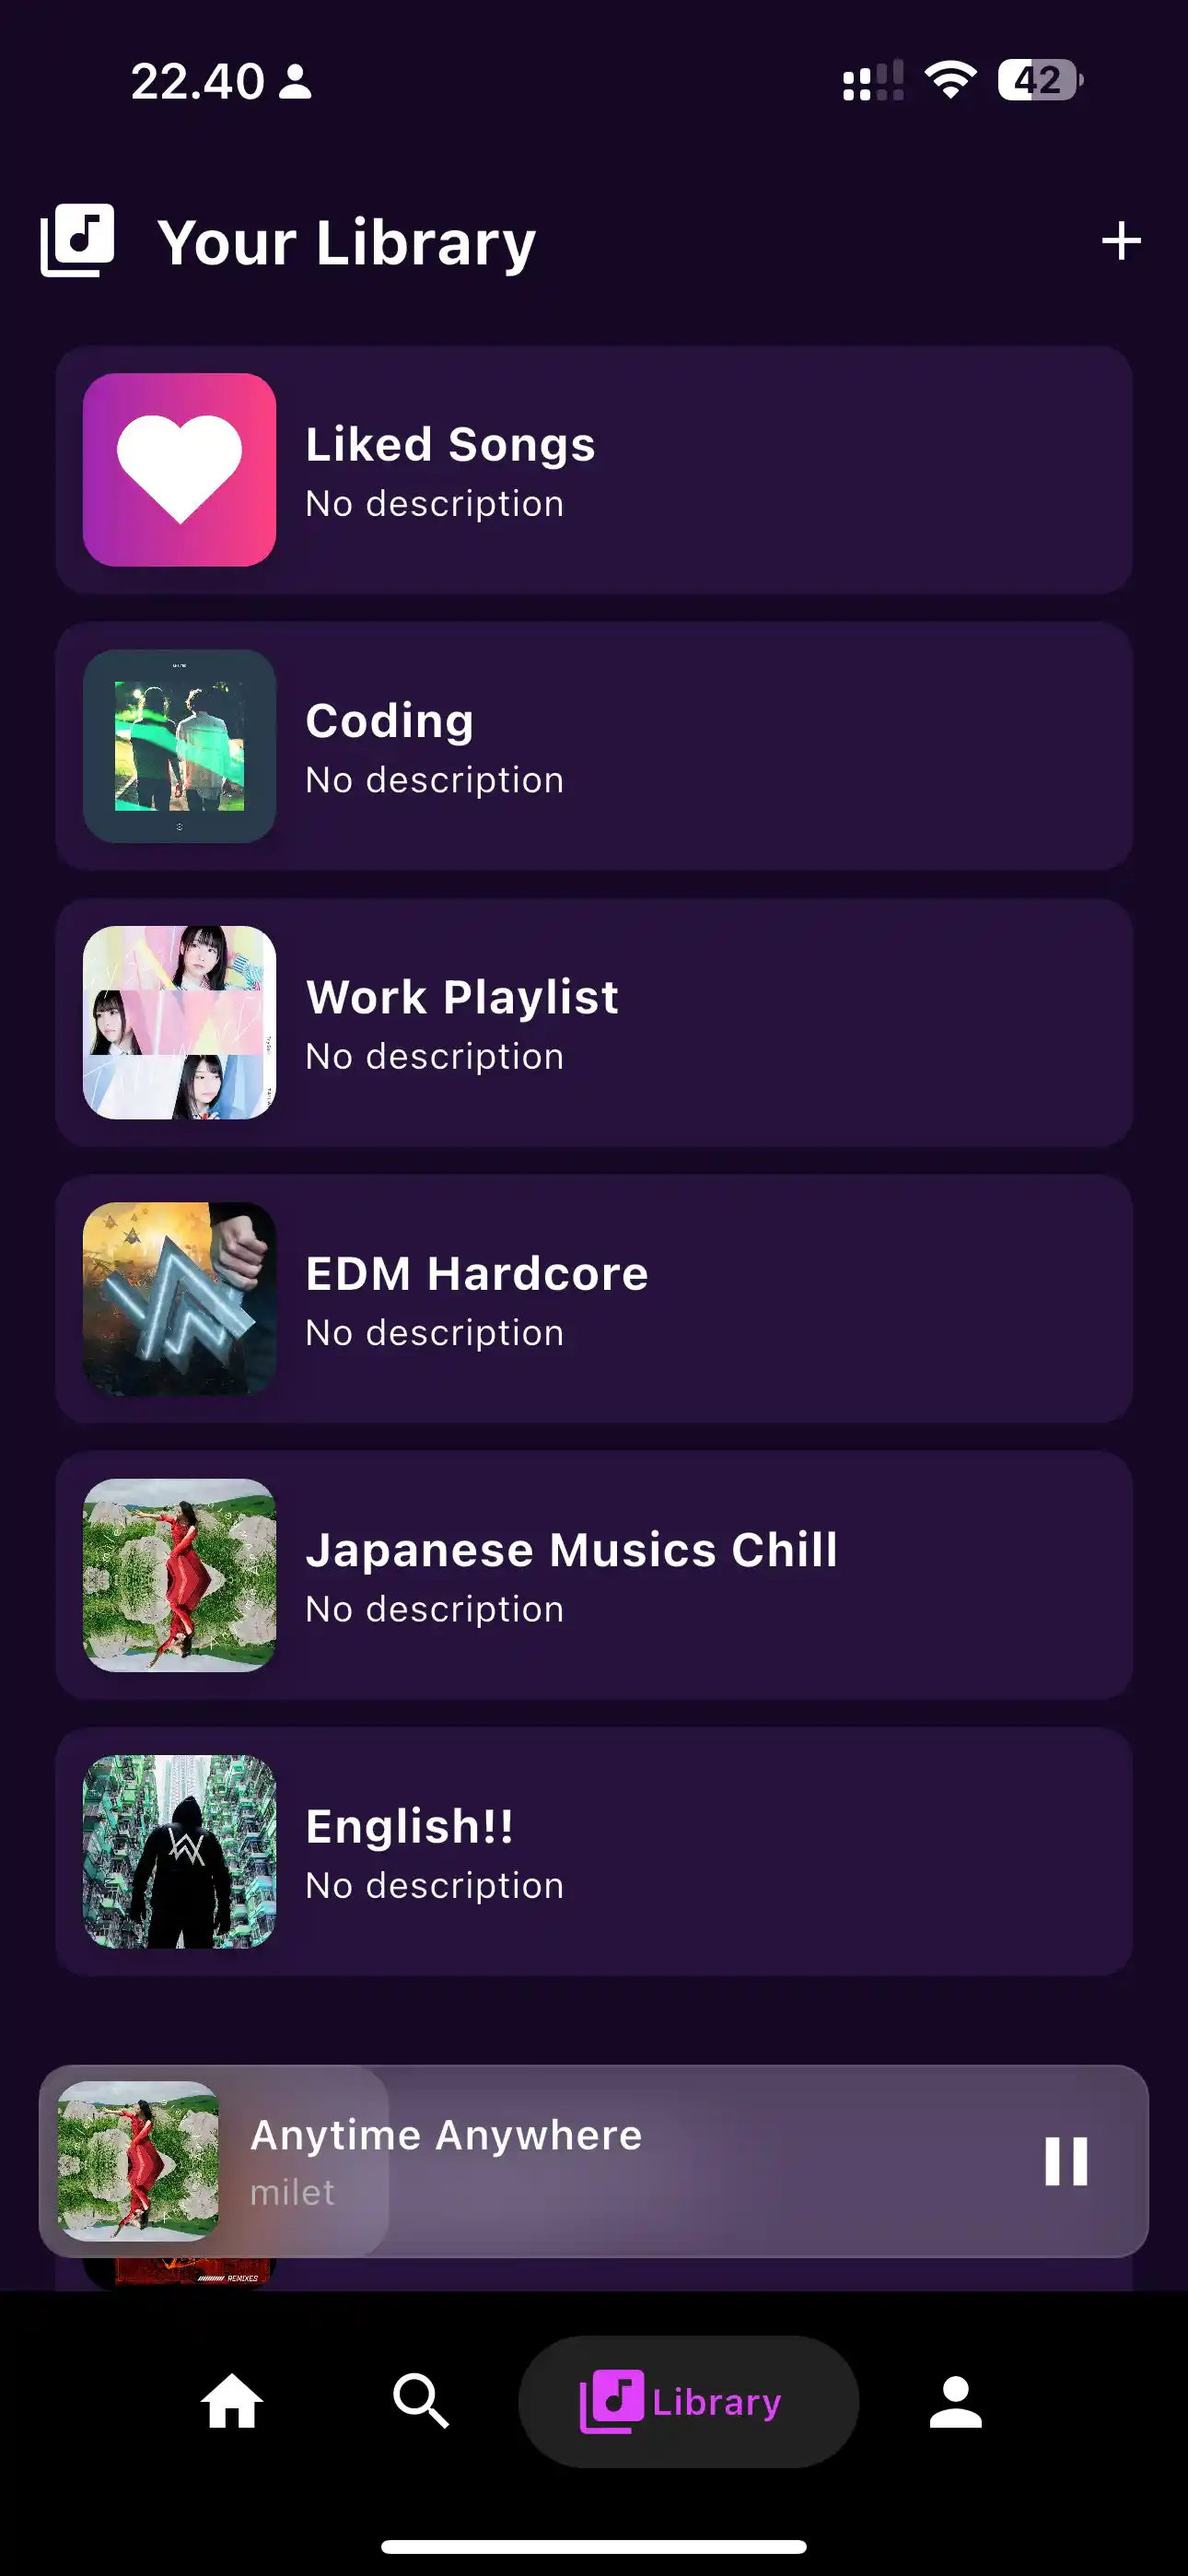 22.40
42
Your Library
Liked Songs
No description
Coding
No description
Work Playlist
No description
EDM Hardcore
No description
Japanese Musics Chill
No description
English!!
No description
Anytime Anywhere
milet
REMIXES
Library